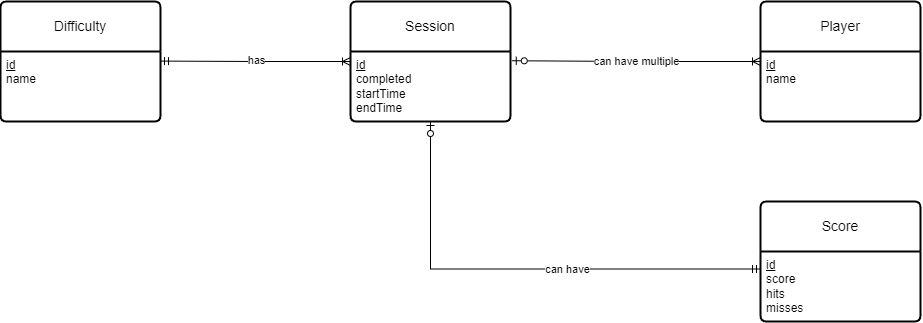 Difficulty
id
name
has
Session
id
completed
startTime
endTime
can have multiple
Player
id
name
can have
Score
id
score
hits
misses